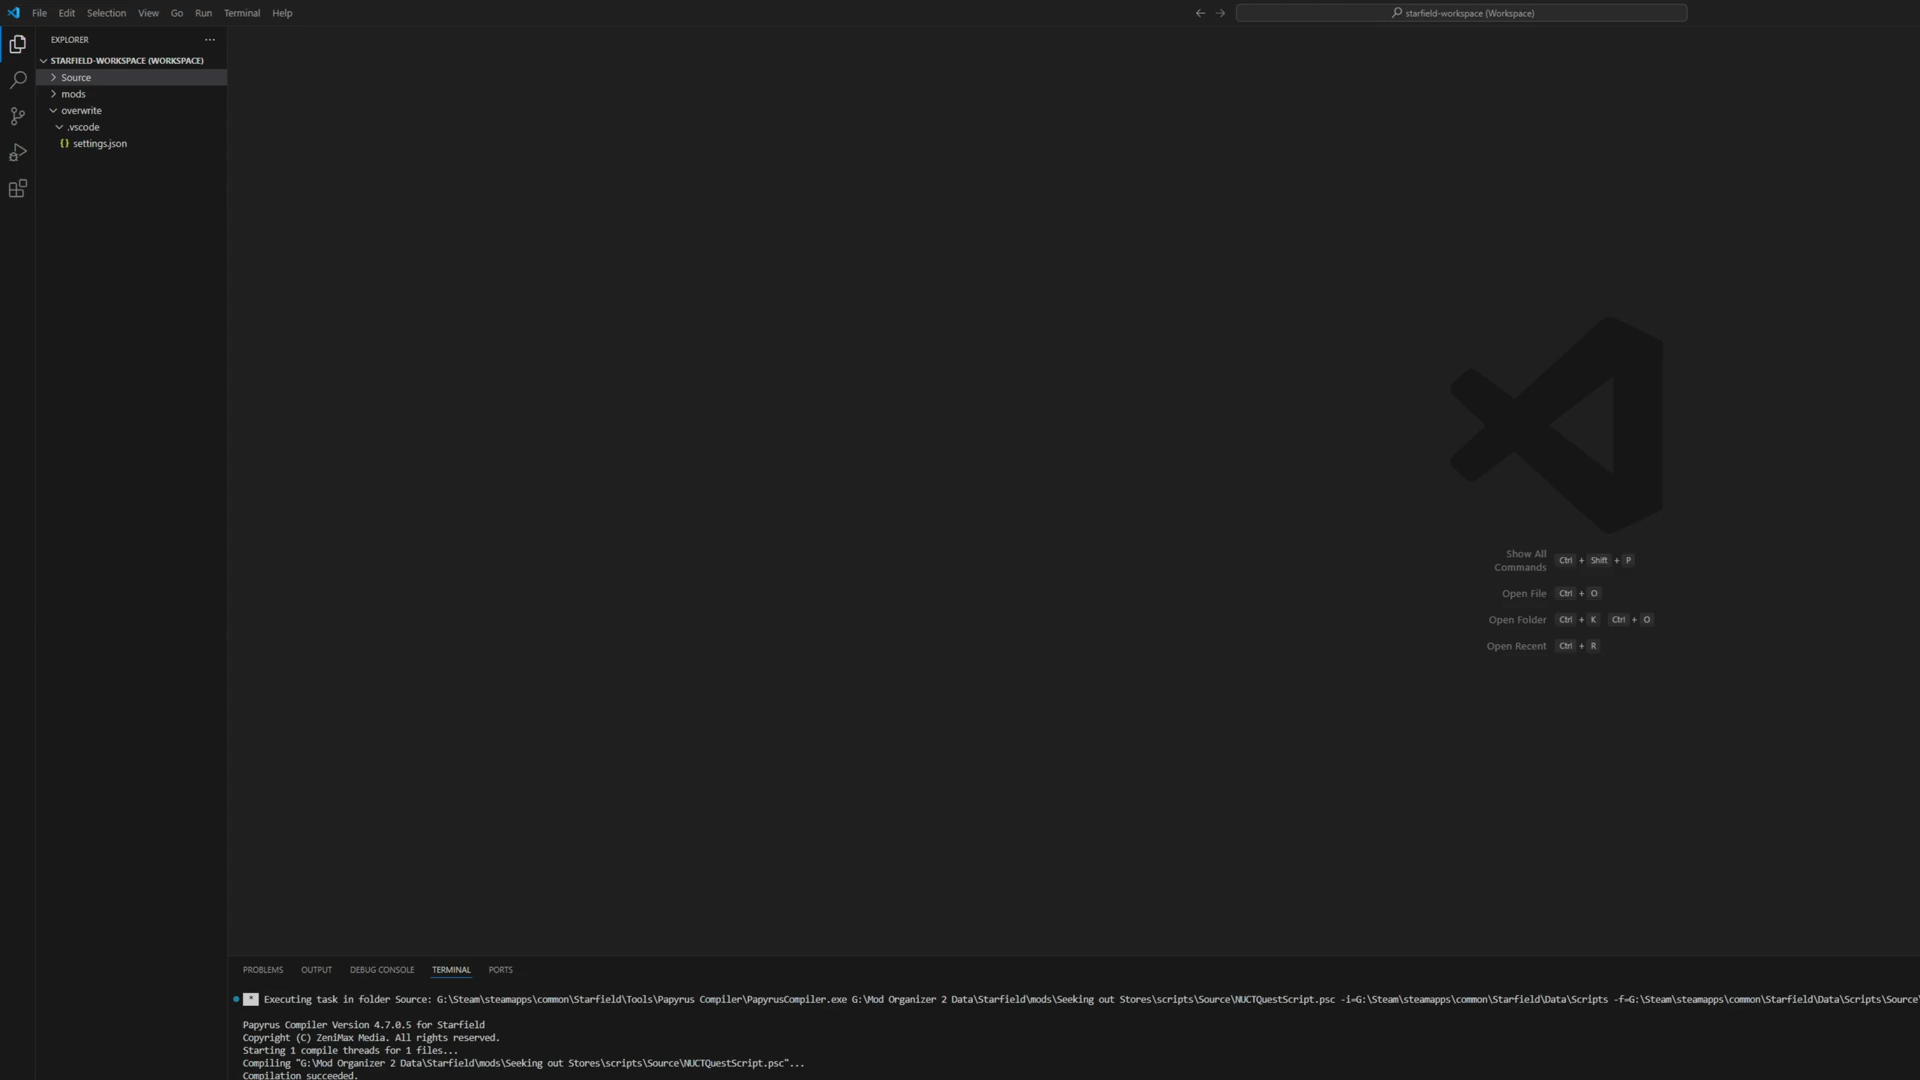 File Edit Selection View Go Run Terminal Help
starfield-workspace (Workspace)
EXPLORER
STARFIELD-WORKSPACE (WORKSPACE)
Source
mods
overwrite
.vscode
{} settings.json
Show All
Commands
Ctrl + Shift + P
Open File Ctrl + O
Open Folder Ctrl + K Ctrl + O
Open Recent Ctrl + R
PROBLEMS OUTPUT DEBUG CONSOLE TERMINAL PORTS
* Executing task in folder Source: G:\Steam\steamapps\common\Starfield\Tools\Papyrus Compiler\PapyrusCompiler.exe G:\Mod Organizer 2 Data\Starfield\mods\Seeking out Stores\scripts\Source\NUCTQuestScript.psc -i=G:\Steam\steamapps\common\Starfield\Data\Scripts -f=G:\Steam\steamapps\common\Starfield\Data\Scripts\Source\
Papyrus Compiler Version 4.7.0.5 for Starfield
Copyright (C) ZeniMax Media. All rights reserved.
Starting 1 compile threads for 1 files...
Compiling "G:\Mod Organizer 2 Data\Starfield\mods\Seeking out Stores\scripts\Source\NUCTQuestScript.psc"...
Compilation succeeded.